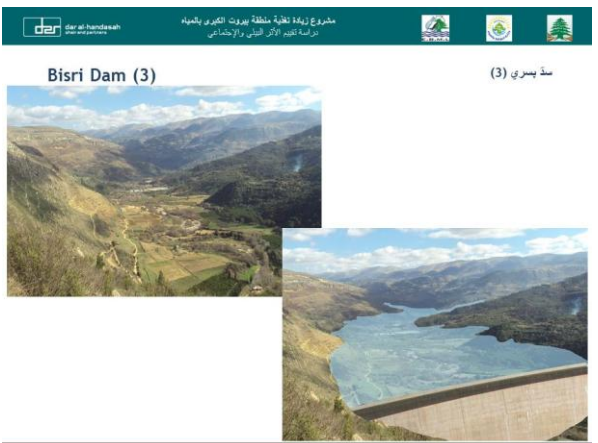 dar
dar al-handasah
shair and partners
مشروع زيادة تغذية منطقة بيروت الكبرى بالمياه
دراسة تقييم الأثر البيئي والإجتماعي
Bisri Dam (3)
سدّ بسري (3)